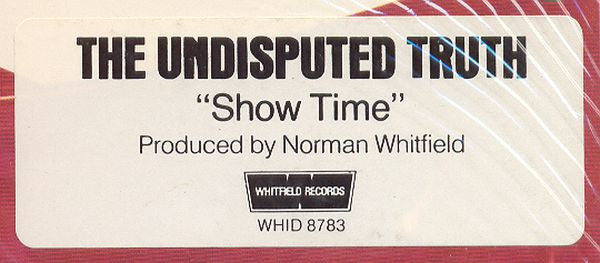 THE UNDISPUTED TRUTH
“Show Time”
Produced by Norman Whitfield
WHITFIELD RECORDS
WHID 8783